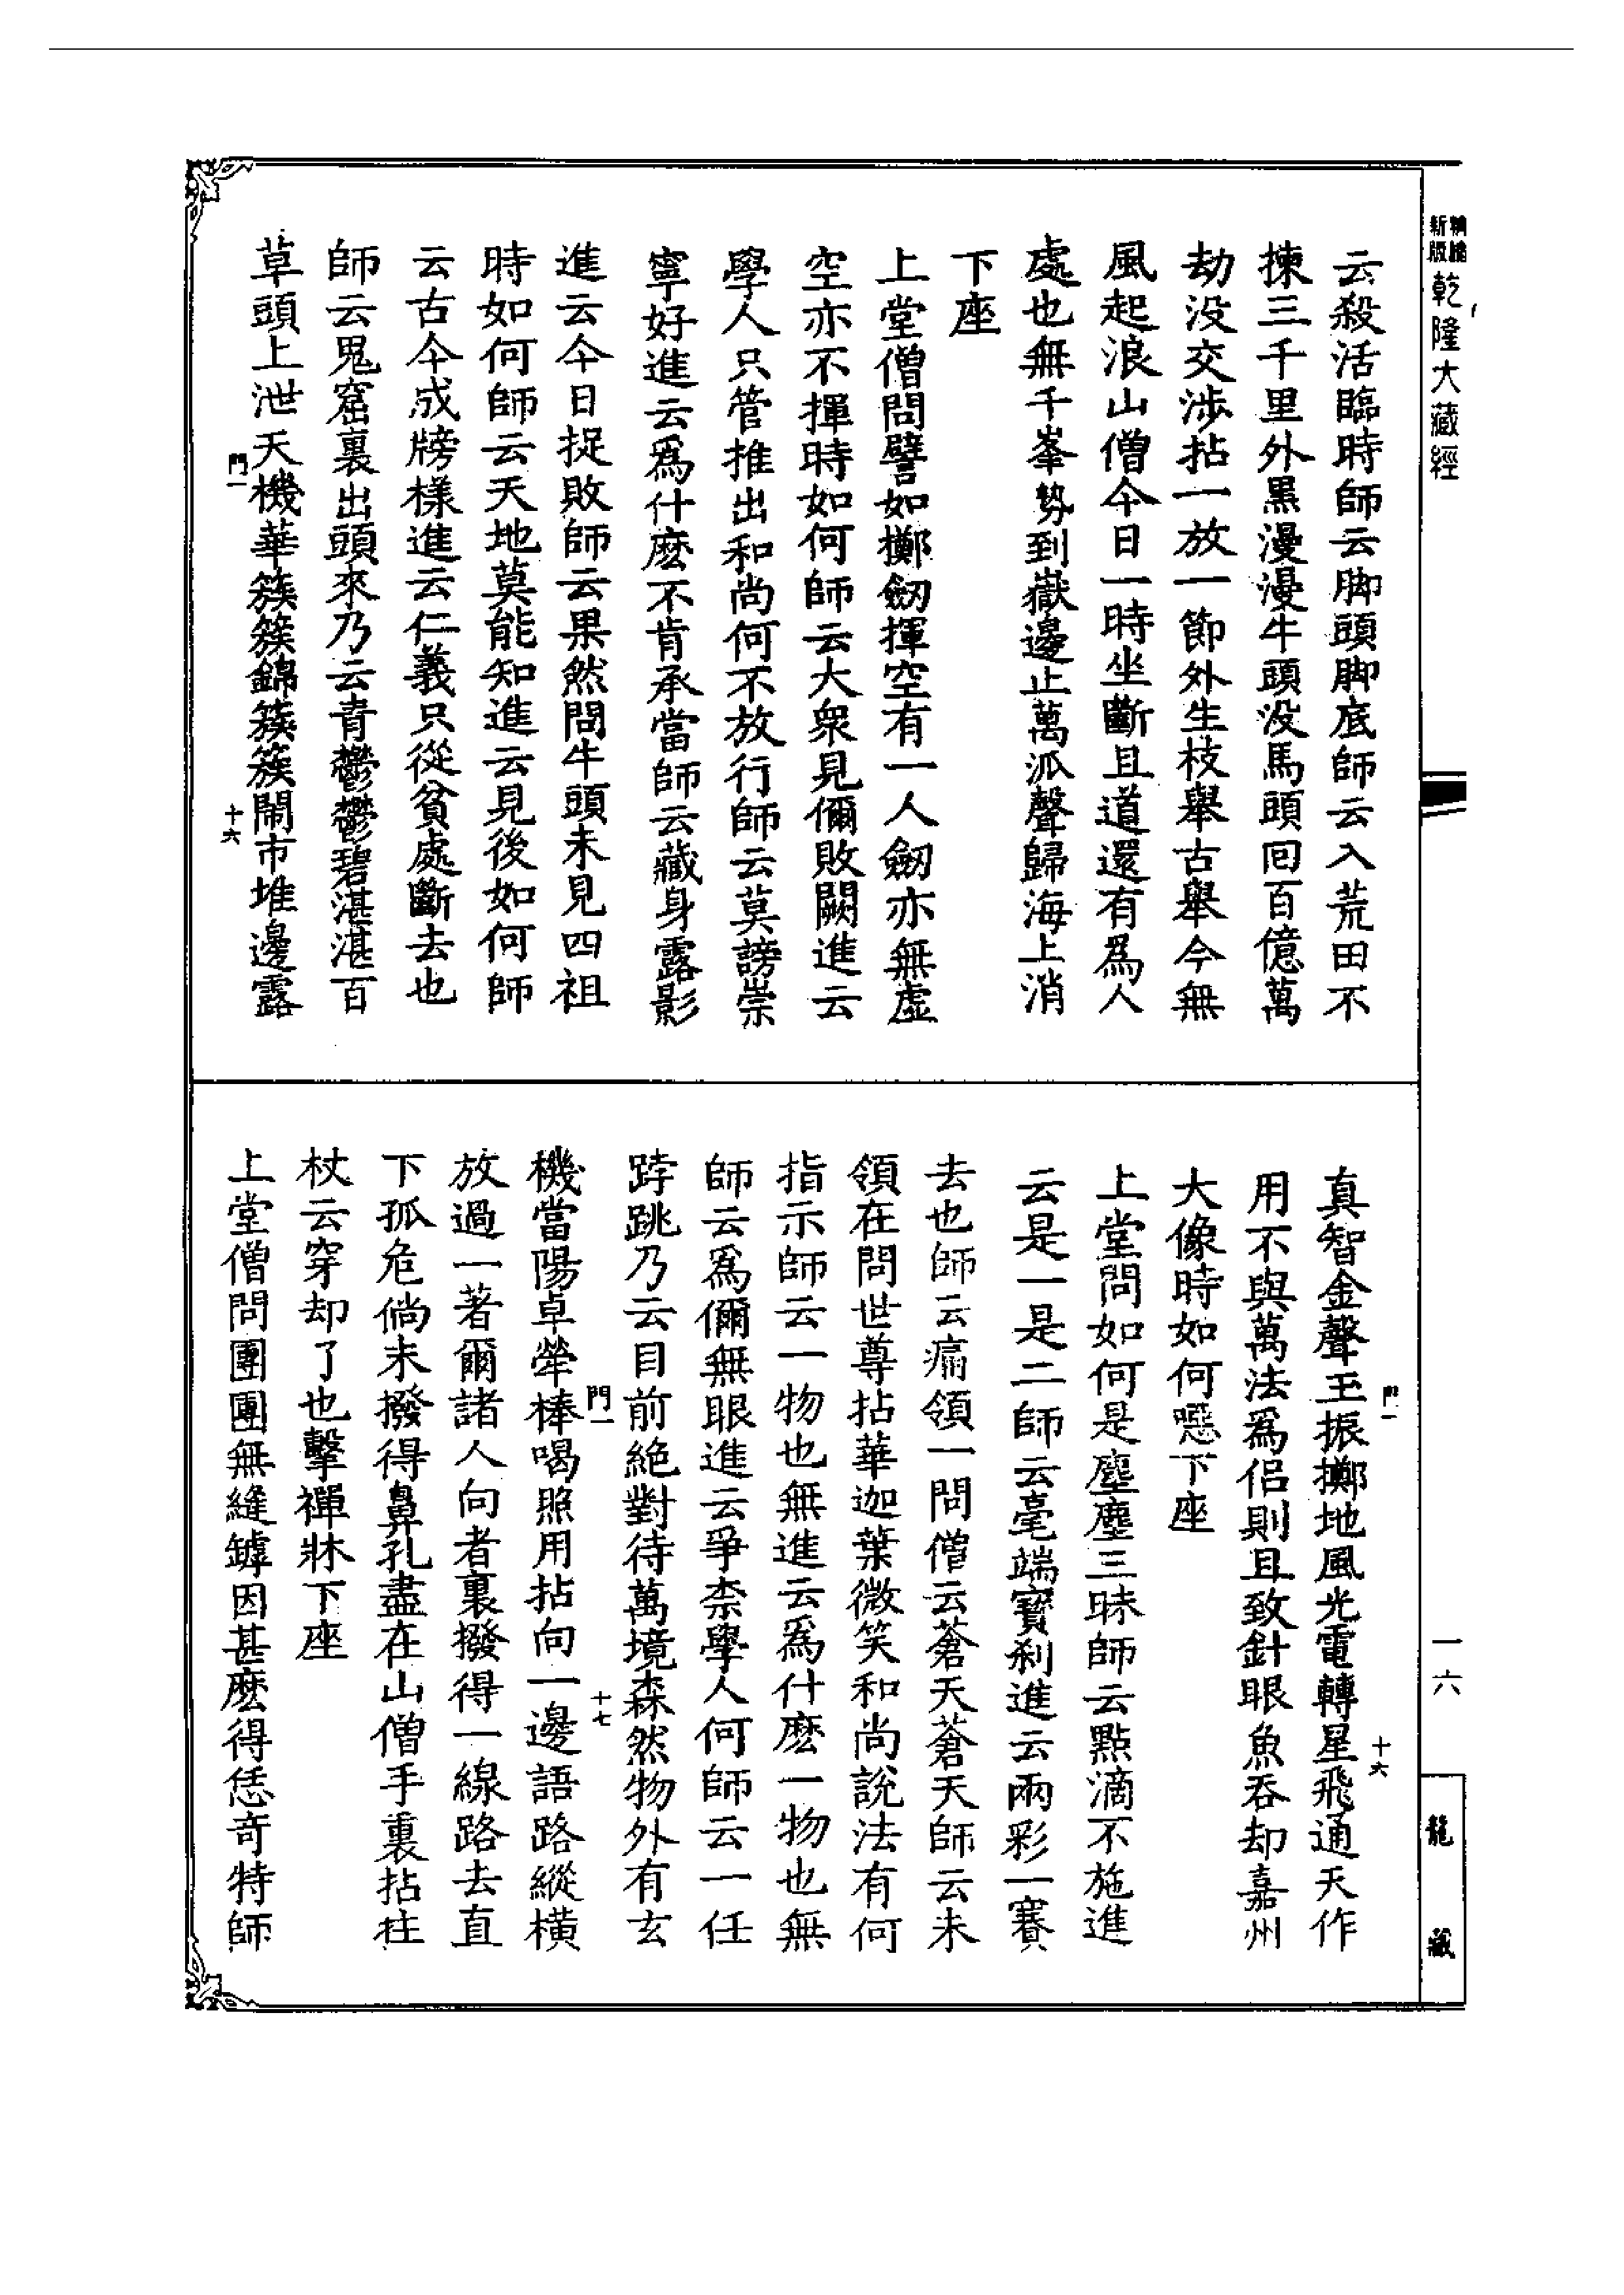 新版 乾隆大藏經
一六
龍藏
云殺活臨時師云脚頭脚底師云入荒田不
揀三千里外黑漫漫牛頭没馬頭回百億萬
劫没交涉拈一放一節外生枝舉古舉今無
風起浪山僧今日一時坐斷且道還有爲人
處也無千峯勢到嶽邊止萬派聲歸海上消
下座
上堂僧問譬如擲劒揮空有一人劒亦無虚
空亦不揮時如何師云大衆見儞敗闕進云
學人只管推出和尚何不放行師云莫謗崇
寧好進云爲什麽不肯承當師云藏身露影
進云今日捉敗師云果然問牛頭未見四祖
時如何師云天地莫能知進云見後如何師
云古今成牓樣進云仁義只從貧處斷去也
師云鬼窟裏出頭來乃云青鬱鬱碧湛湛百
草頭上泄天機華簇簇錦簇簇鬧市堆邊露
門一
十六
真智金聲玉振擲地風光電轉星飛通天作
用不與萬法爲侣則且致針眼魚吞却嘉州
大像時如何噁下座
上堂問如何是塵塵三昧師云點滴不施進
云是一是二師云毫端寳刹進云兩彩一賽
去也師云痛領一問僧云蒼天蒼天師云未
領在問世尊拈華迦葉微笑和尚説法有何
指示師云一物也無進云爲什麽一物也無
師云爲儞無眼進云爭柰學人何師云一任
𨁝跳乃云目前絶對待萬境森然物外有玄
門一
十七
機當陽卓犖棒喝照用拈向一邊語路縱横
放過一著爾諸人向者裏撥得一線路去直
下孤危倘未撥得鼻孔盡在山僧手裏拈拄
杖云穿却了也擊禪牀下座
上堂僧問團團無縫罅因甚麽得恁奇特師